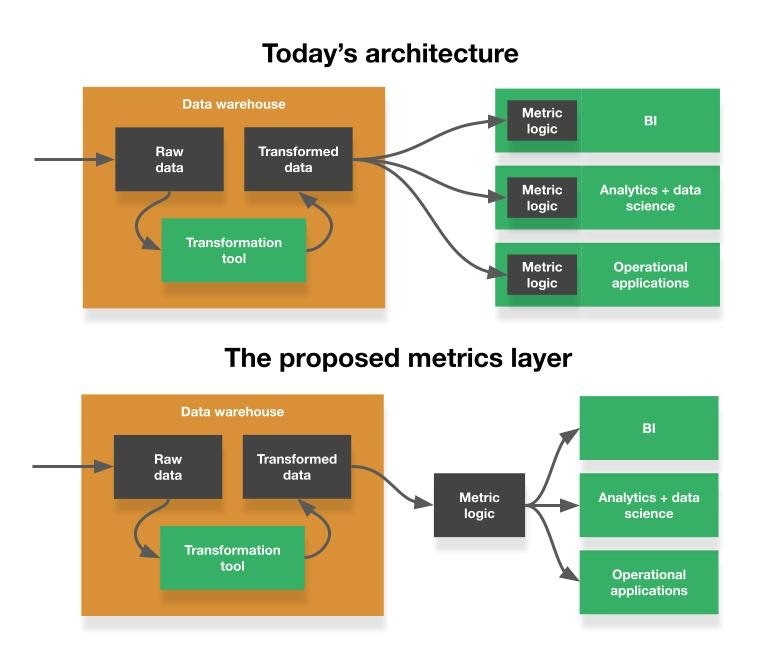 Today's architecture
Data warehouse
Raw
data
Transformed
data
Transformation
tool
Metric
logic
BI
Metric
logic
Analytics + data
science
Metric
logic
Operational
applications
The proposed metrics layer
Data warehouse
Raw
data
Transformed
data
Transformation
tool
Metric
logic
BI
Analytics + data
science
Operational
applications